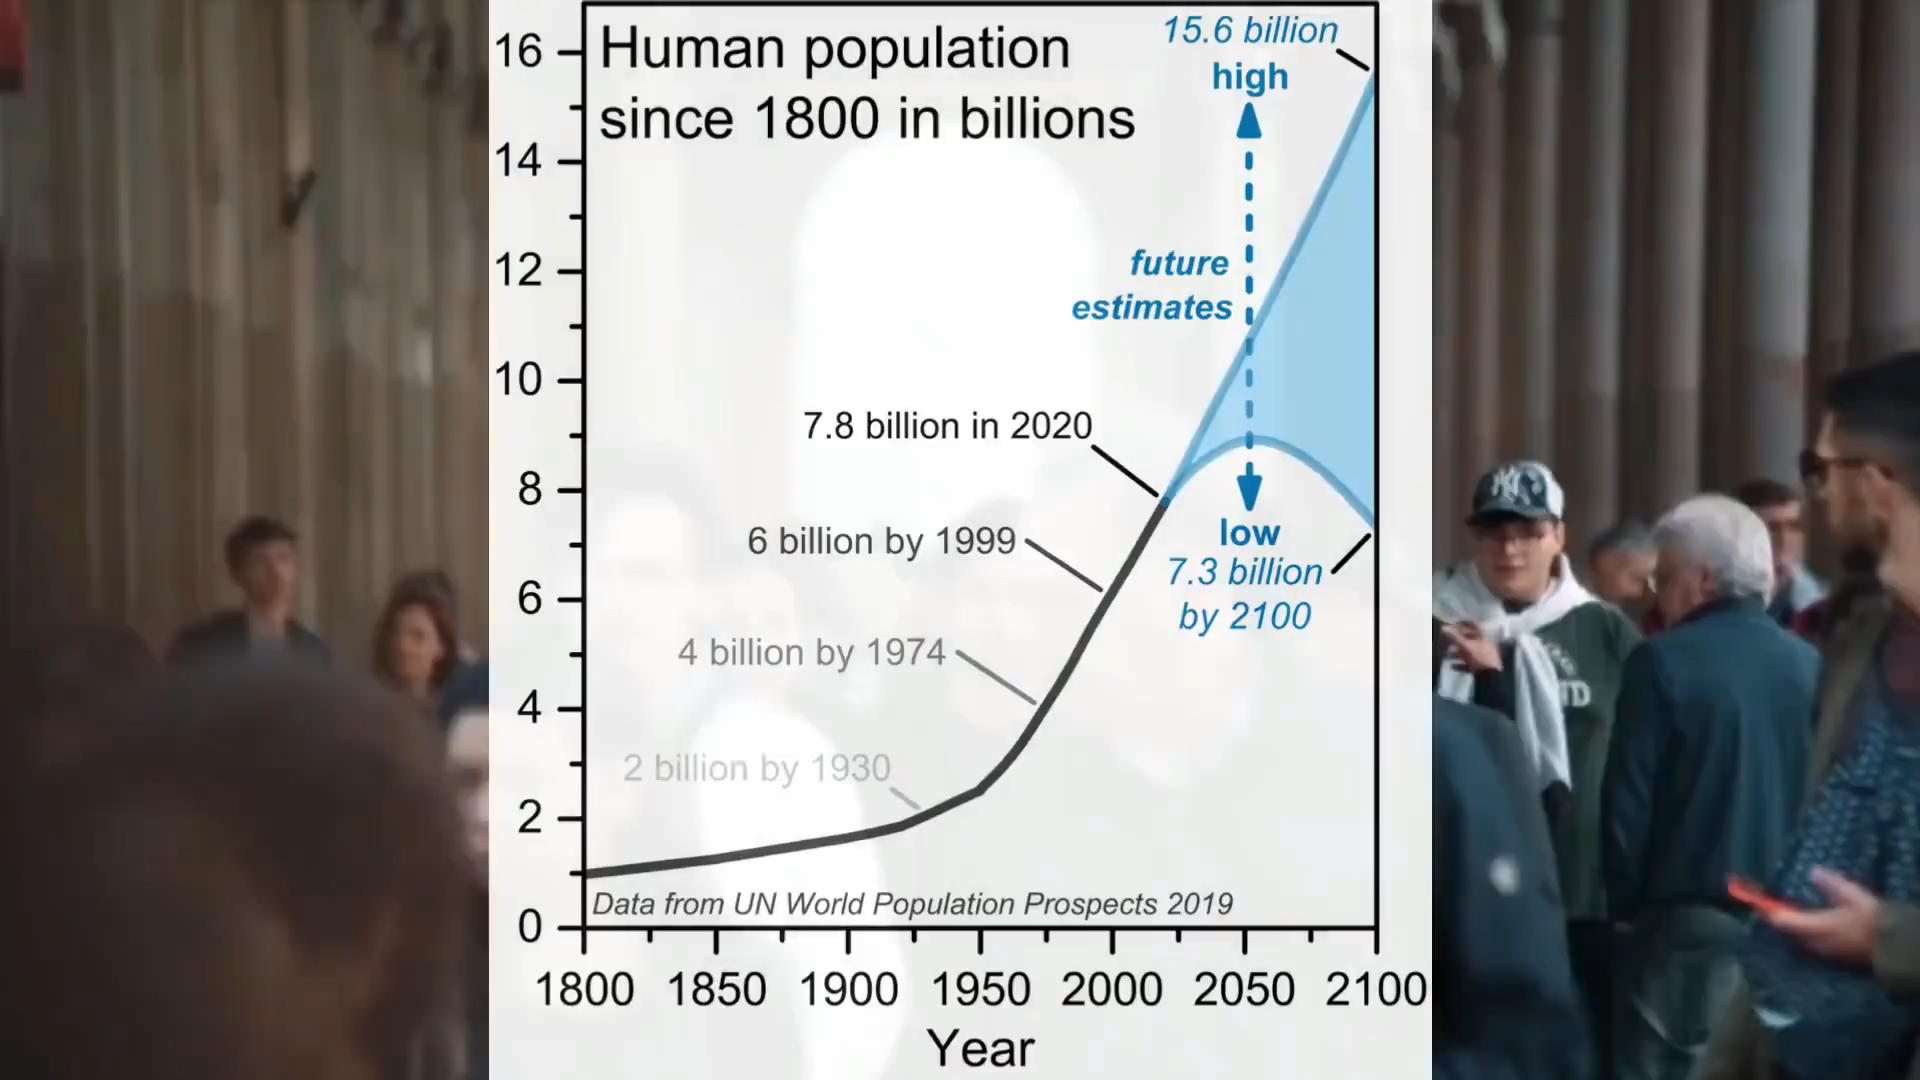 Human population
since 1800 in billions
15.6 billion
high
future
estimates
7.8 billion in 2020
6 billion by 1999
low
7.3 billion
by 2100
4 billion by 1974
2 billion by 1930
Data from UN World Population Prospects 2019
16
14
12
10
8
6
4
2
0
1800 1850 1900 1950 2000 2050 2100
Year
NY
TD